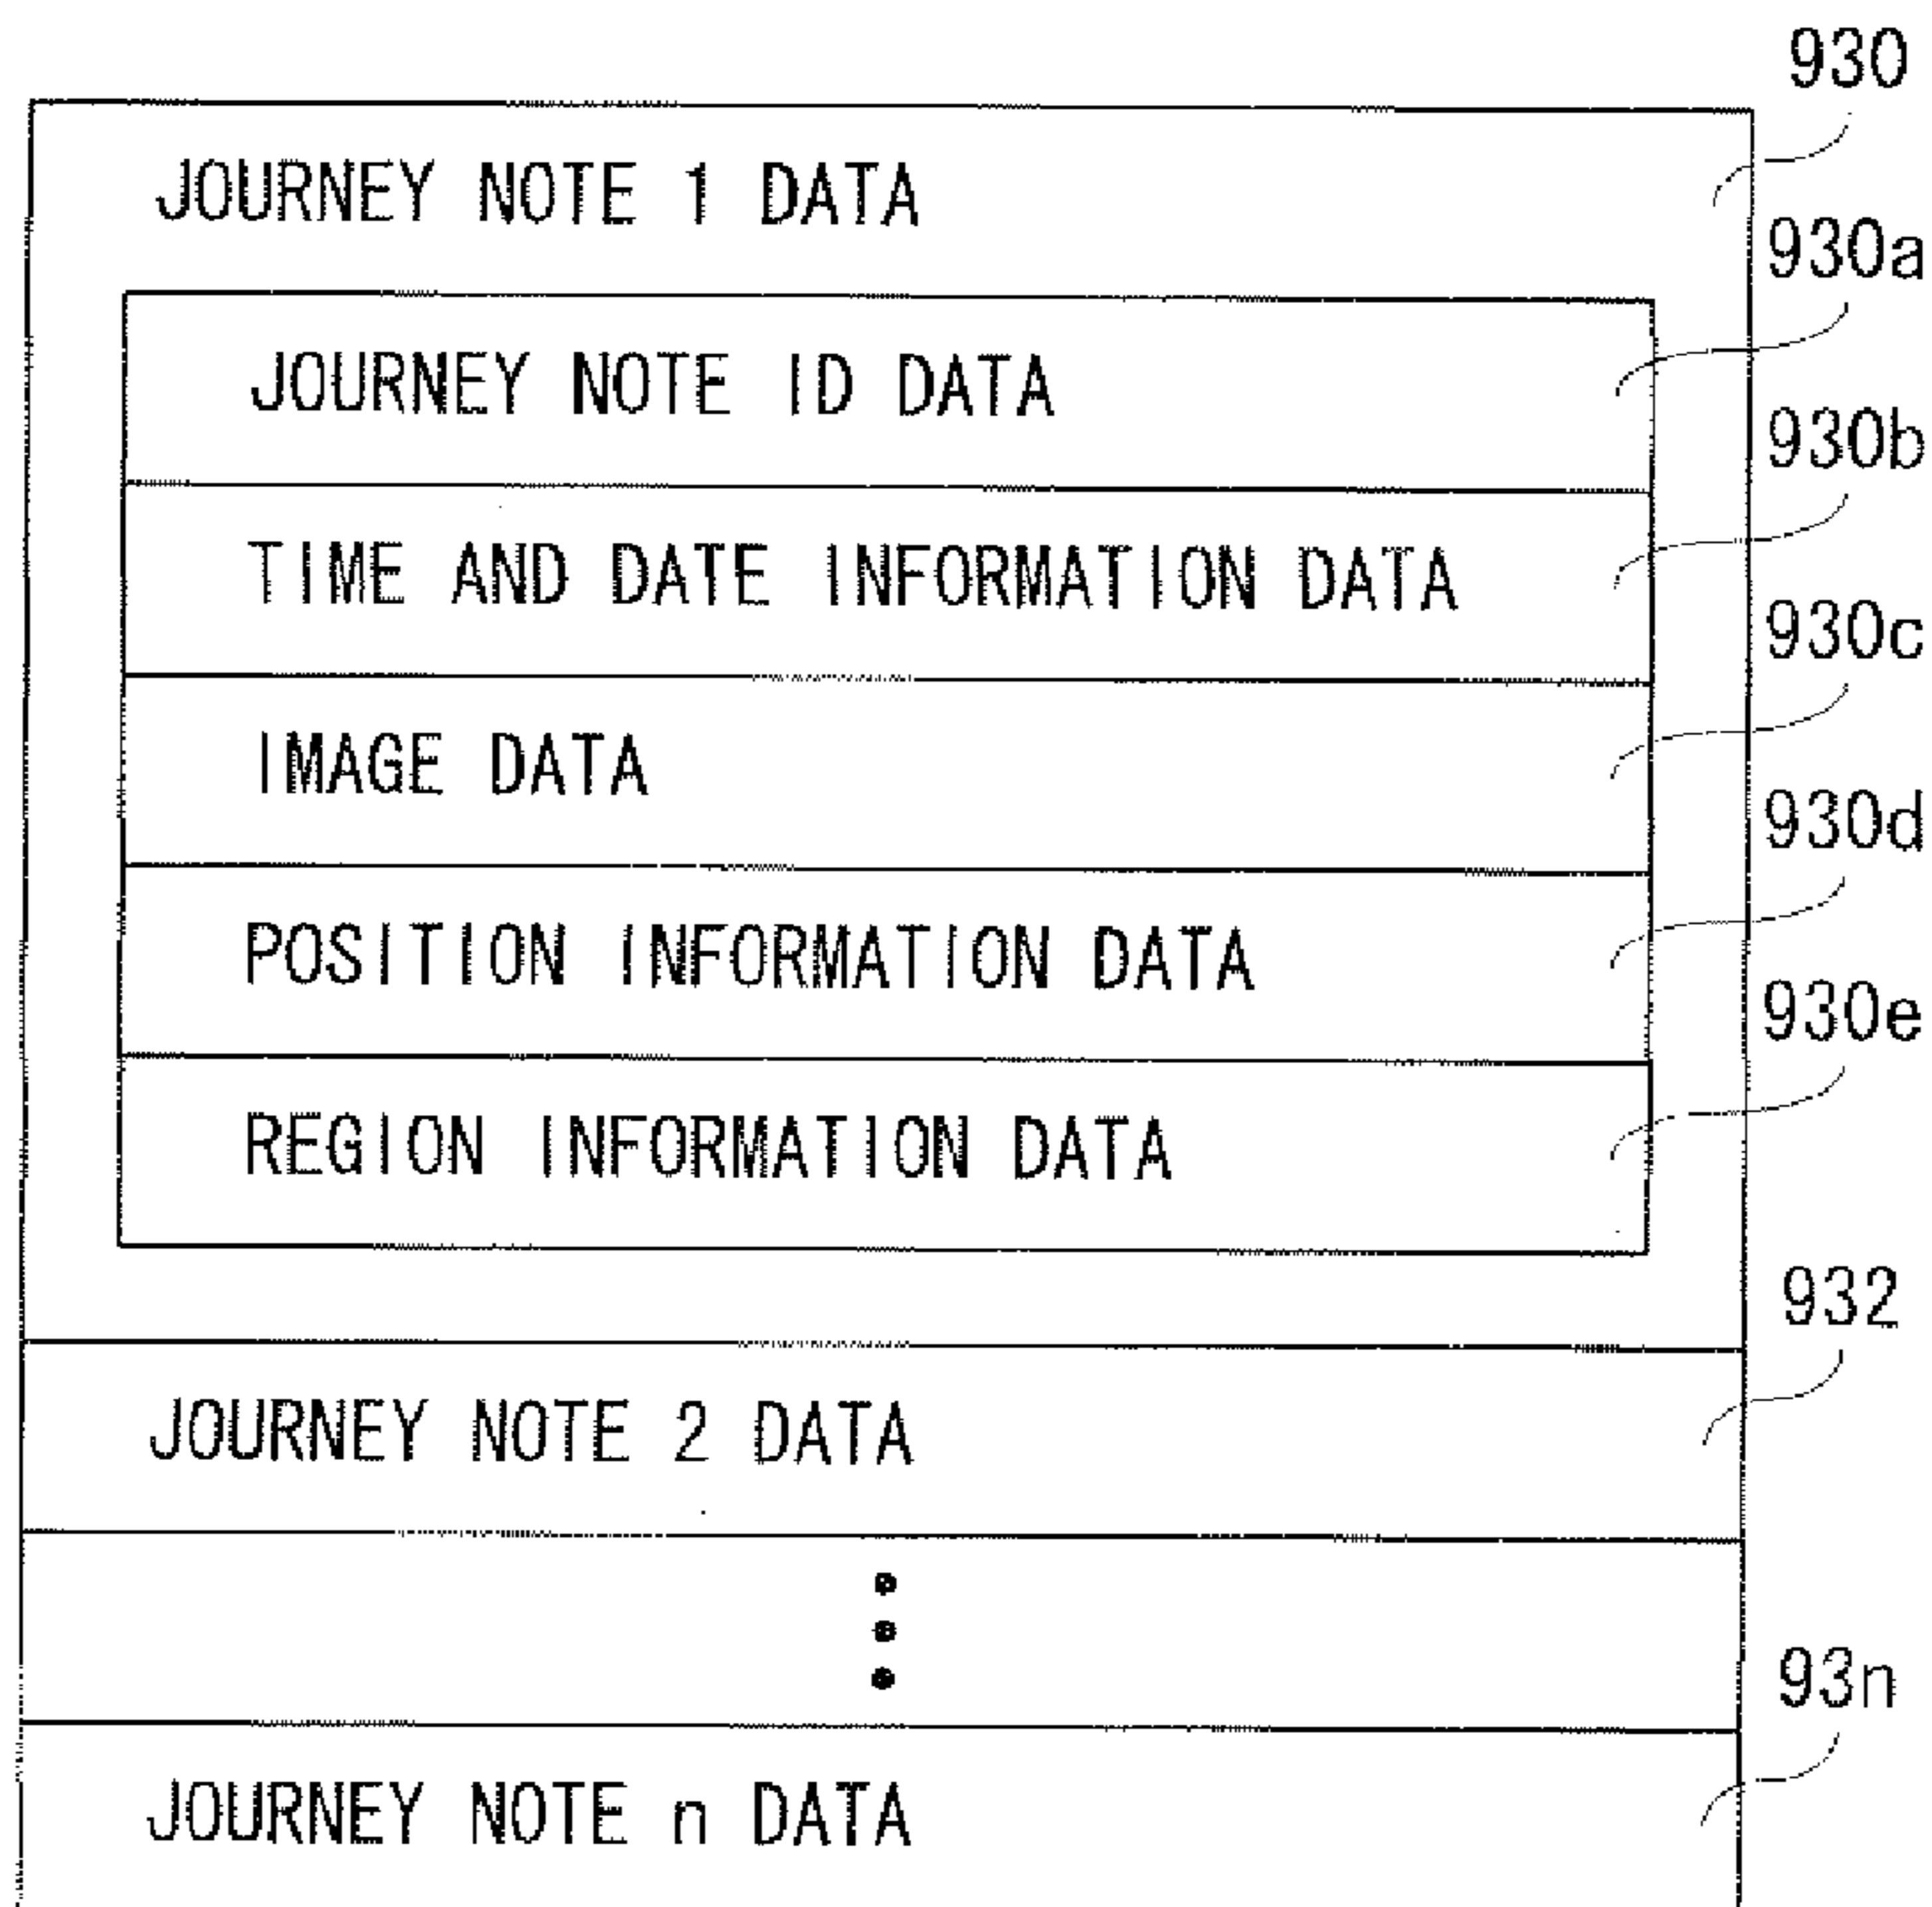 930
JOURNEY NOTE 1 DATA
930a
JOURNEY NOTE ID DATA
930b
TIME AND DATE INFORMATION DATA
930c
IMAGE DATA
930d
POSITION INFORMATION DATA
930e
REGION INFORMATION DATA
932
JOURNEY NOTE 2 DATA
93n
JOURNEY NOTE n DATA